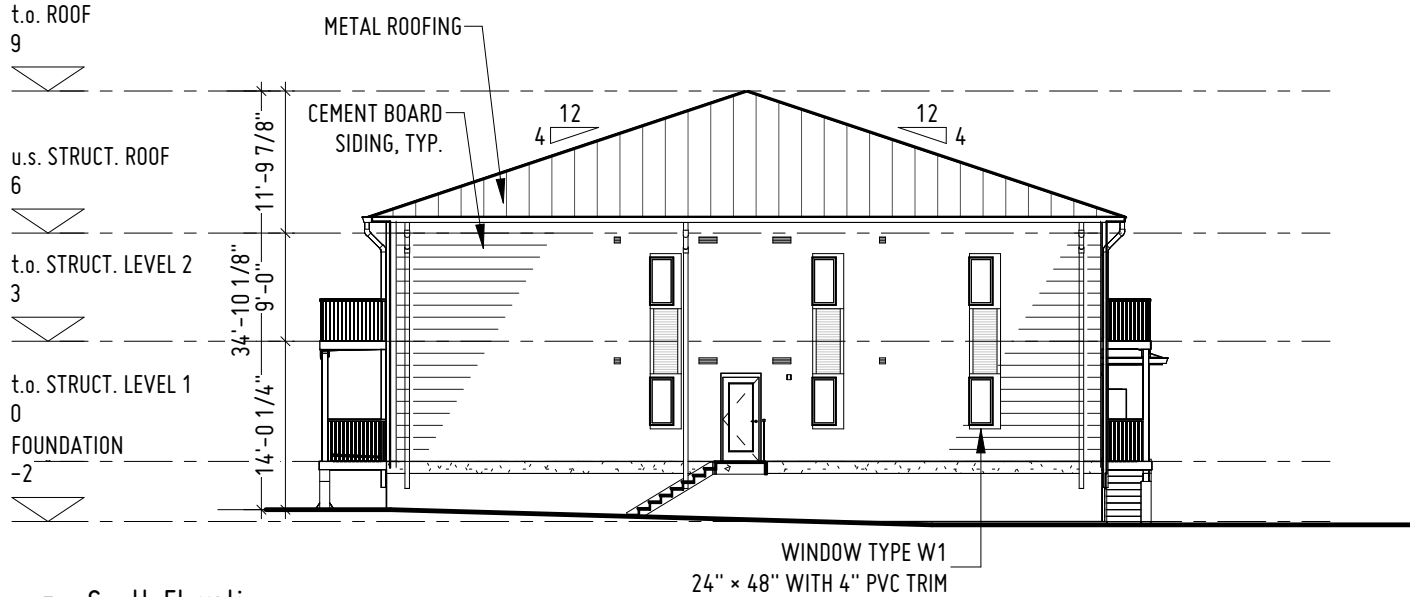 t.o. ROOF
9
METAL ROOFING
CEMENT BOARD
SIDING, TYP.
12
4
12
4
11'-9 7/8"
u.s. STRUCT. ROOF
6
t.o. STRUCT. LEVEL 2
3
9'-0"
34'-10 1/8"
t.o. STRUCT. LEVEL 1
0
14'-0 1/4"
FOUNDATION
-2
WINDOW TYPE W1
24" × 48" WITH 4" PVC TRIM